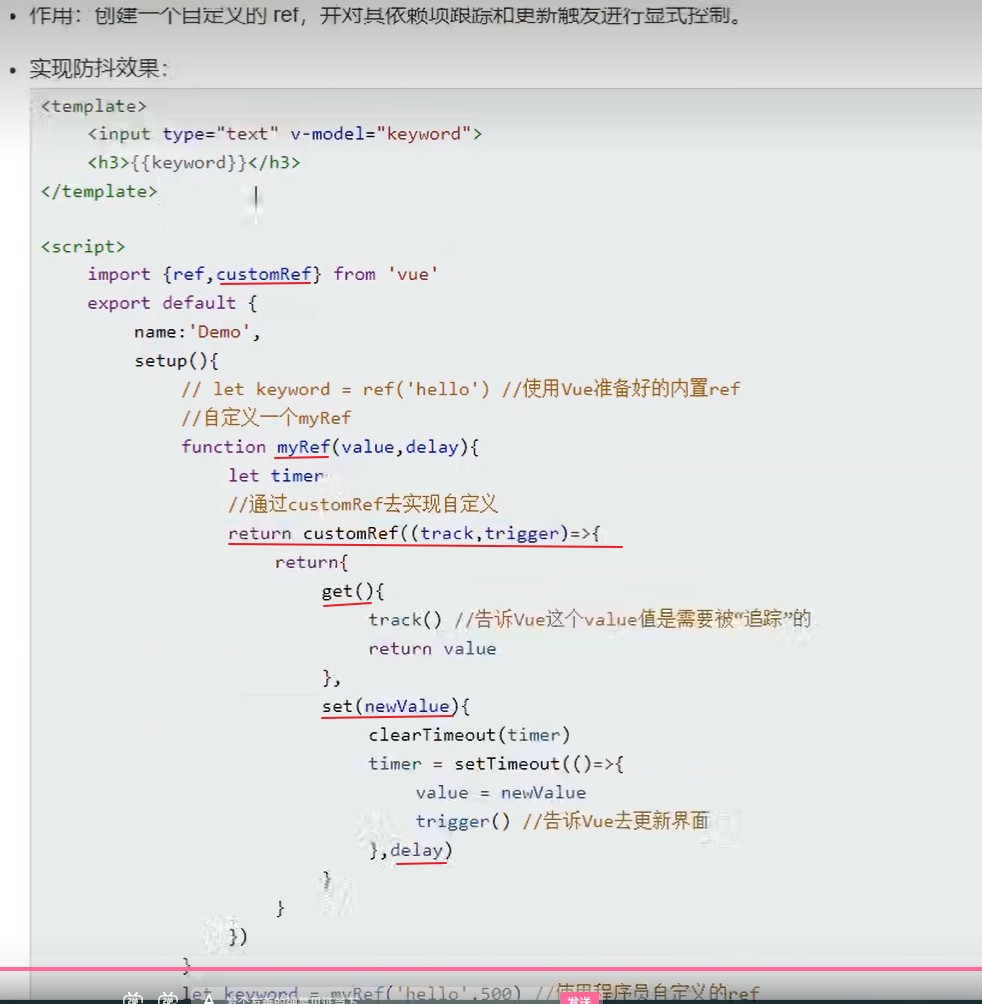 • 作用：创建一个自定义的 ref，并对其依赖项跟踪和更新触发进行显式控制。
• 实现防抖效果：
<template>
    <input type="text" v-model="keyword">
    <h3>{{keyword}}</h3>
</template>
<script>
    import {ref,customRef} from 'vue'
    export default {
        name:'Demo',
        setup(){
            // let keyword = ref('hello') //使用Vue准备好的内置ref
            //自定义一个myRef
            function myRef(value,delay){
                let timer
                //通过customRef去实现自定义
                return customRef((track,trigger)=>{
                    return{
                        get(){
                            track() //告诉Vue这个value值是需要被“追踪”的
                            return value
                        },
                        set(newValue){
                            clearTimeout(timer)
                            timer = setTimeout(()=>{
                                value = newValue
                                trigger() //告诉Vue去更新界面
                            },delay)
                        }
                    }
                })
            }
            let keyword = myRef('hello',500) //使用程序员自定义的ref
发送